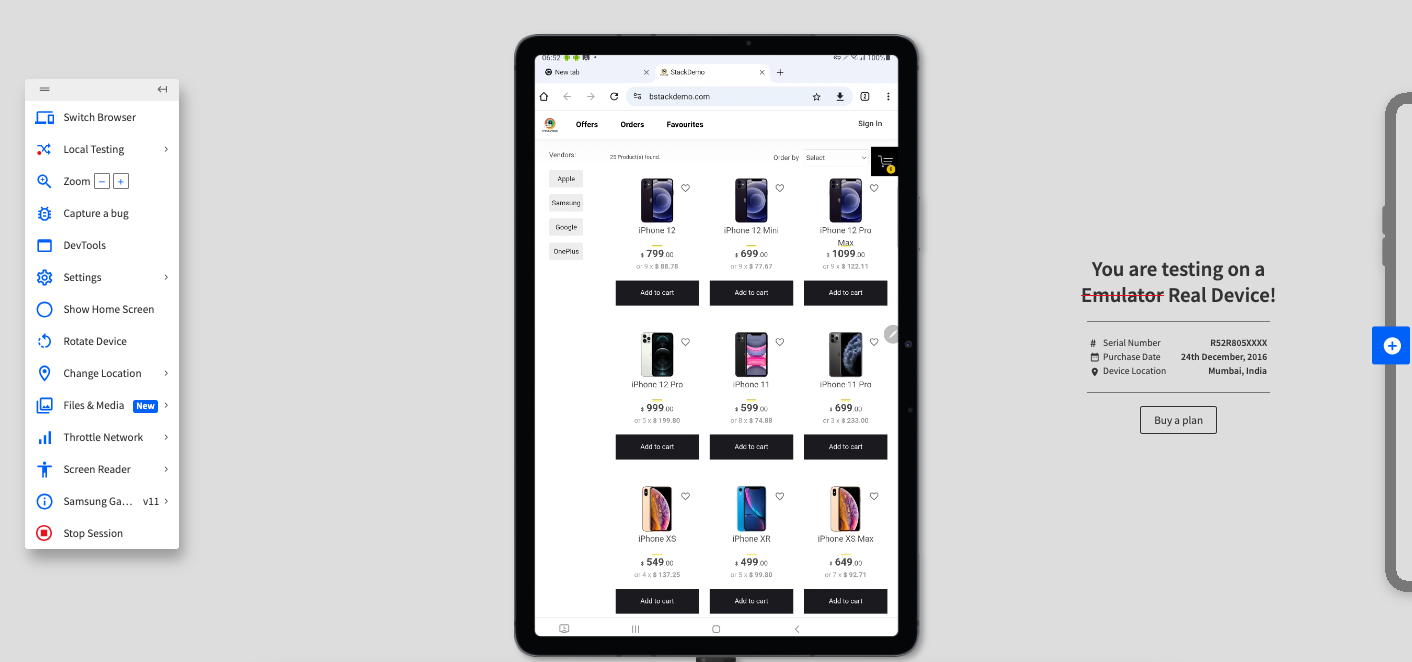 Switch Browser
Local Testing
Zoom
Capture a bug
DevTools
Settings
Show Home Screen
Rotate Device
Change Location
Files & Media New
Throttle Network
Screen Reader
Samsung Ga... v11
Stop Session
06:52 100%
New tab StackDemo
bstackdemo.com
Offers Orders Favourites Sign In
Vendors:
Apple
Samsung
Google
OnePlus
25 Product(s) found. Order by Select
iPhone 12 iPhone 12 Mini iPhone 12 Pro
Max
$ 799.00 $ 699.00 $ 1099.00
or 9 x $ 88.78 or 9 x $ 77.67 or 9 x $ 122.11
Add to cart Add to cart Add to cart
iPhone 12 Pro iPhone 11 iPhone 11 Pro
$ 999.00 $ 599.00 $ 699.00
or 5 x $ 199.80 or 8 x $ 74.88 or 3 x $ 233.00
Add to cart Add to cart Add to cart
iPhone XS iPhone XR iPhone XS Max
$ 549.00 $ 499.00 $ 649.00
or 4 x $ 137.25 or 5 x $ 99.80 or 7 x $ 92.71
Add to cart Add to cart Add to cart
You are testing on a
Emulator Real Device!
# Serial Number R52R805XXXX
Purchase Date 24th December, 2016
Device Location Mumbai, India
Buy a plan